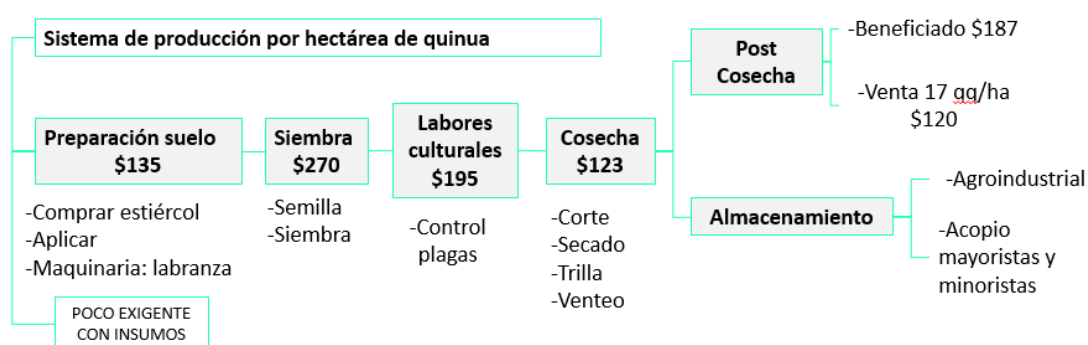 Sistema de producción por hectárea de quinua
Preparación suelo
$135
-Comprar estiércol
-Aplicar
-Maquinaria: labranza
POCO EXIGENTE
CON INSUMOS
Siembra
$270
-Semilla
-Siembra
Labores
culturales
$195
-Control
plagas
Cosecha
$123
-Corte
-Secado
-Trilla
-Venteo
Post
Cosecha
-Beneficiado $187
-Venta 17 qq/ha
$120
Almacenamiento
-Agroindustrial
-Acopio
mayoristas y
minoristas